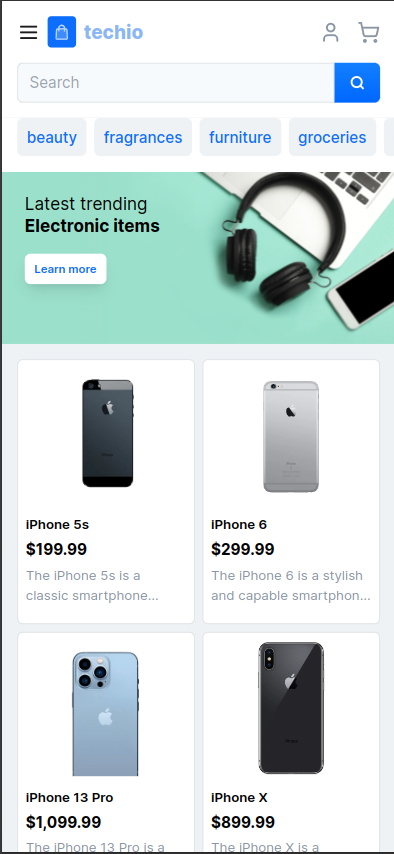 techio
Search
beauty
fragrances
furniture
groceries
Latest trending
Electronic items
Learn more
iPhone 5s
$199.99
The iPhone 5s is a
classic smartphone...
iPhone 6
$299.99
The iPhone 6 is a stylish
and capable smartphon...
iPhone 13 Pro
$1,099.99
The iPhone 13 Pro is a
iPhone X
$899.99
The iPhone X is a